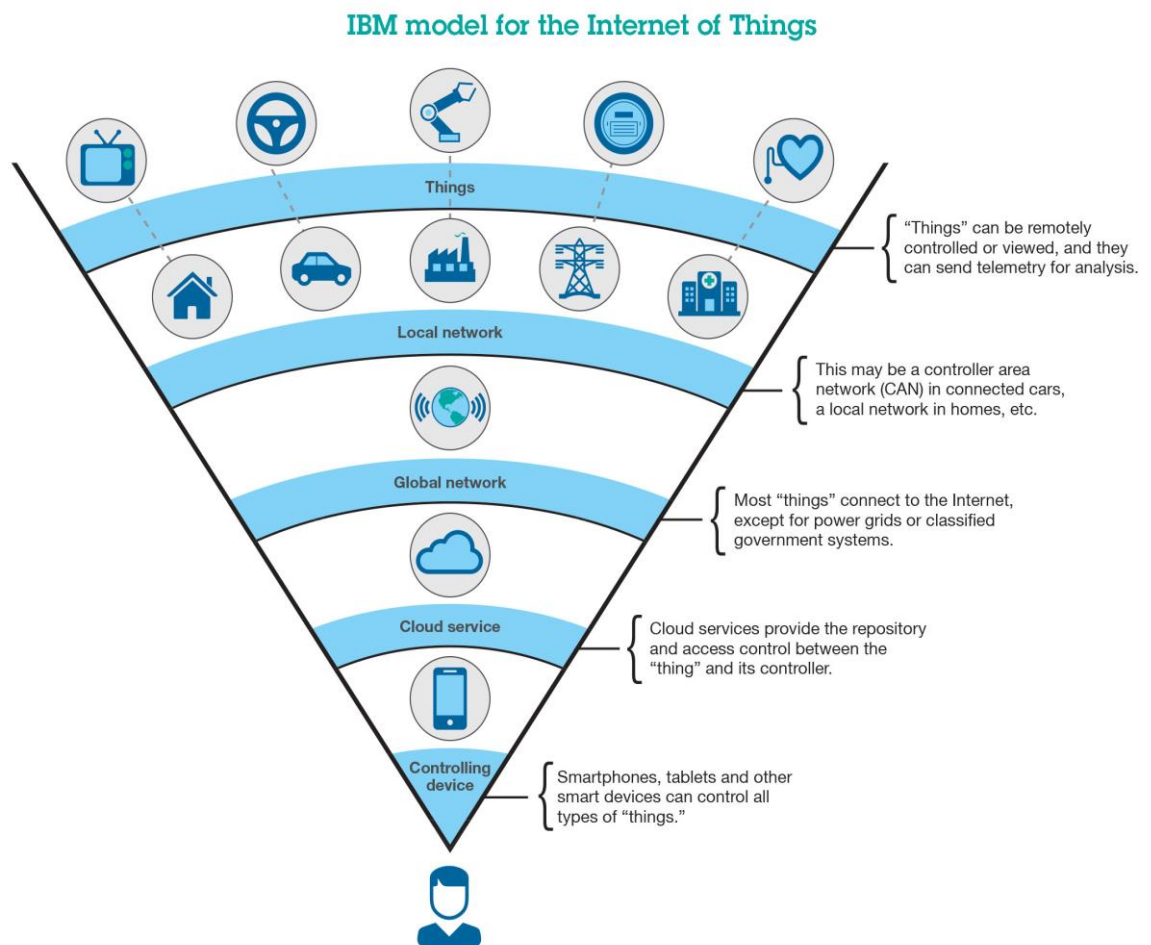 IBM model for the Internet of Things
Things
“Things” can be remotely
controlled or viewed, and they
can send telemetry for analysis.
Local network
This may be a controller area
network (CAN) in connected cars,
a local network in homes, etc.
Global network
Most “things” connect to the Internet,
except for power grids or classified
government systems.
Cloud service
Cloud services provide the repository
and access control between the
“thing” and its controller.
Controlling
device
Smartphones, tablets and other
smart devices can control all
types of “things.”